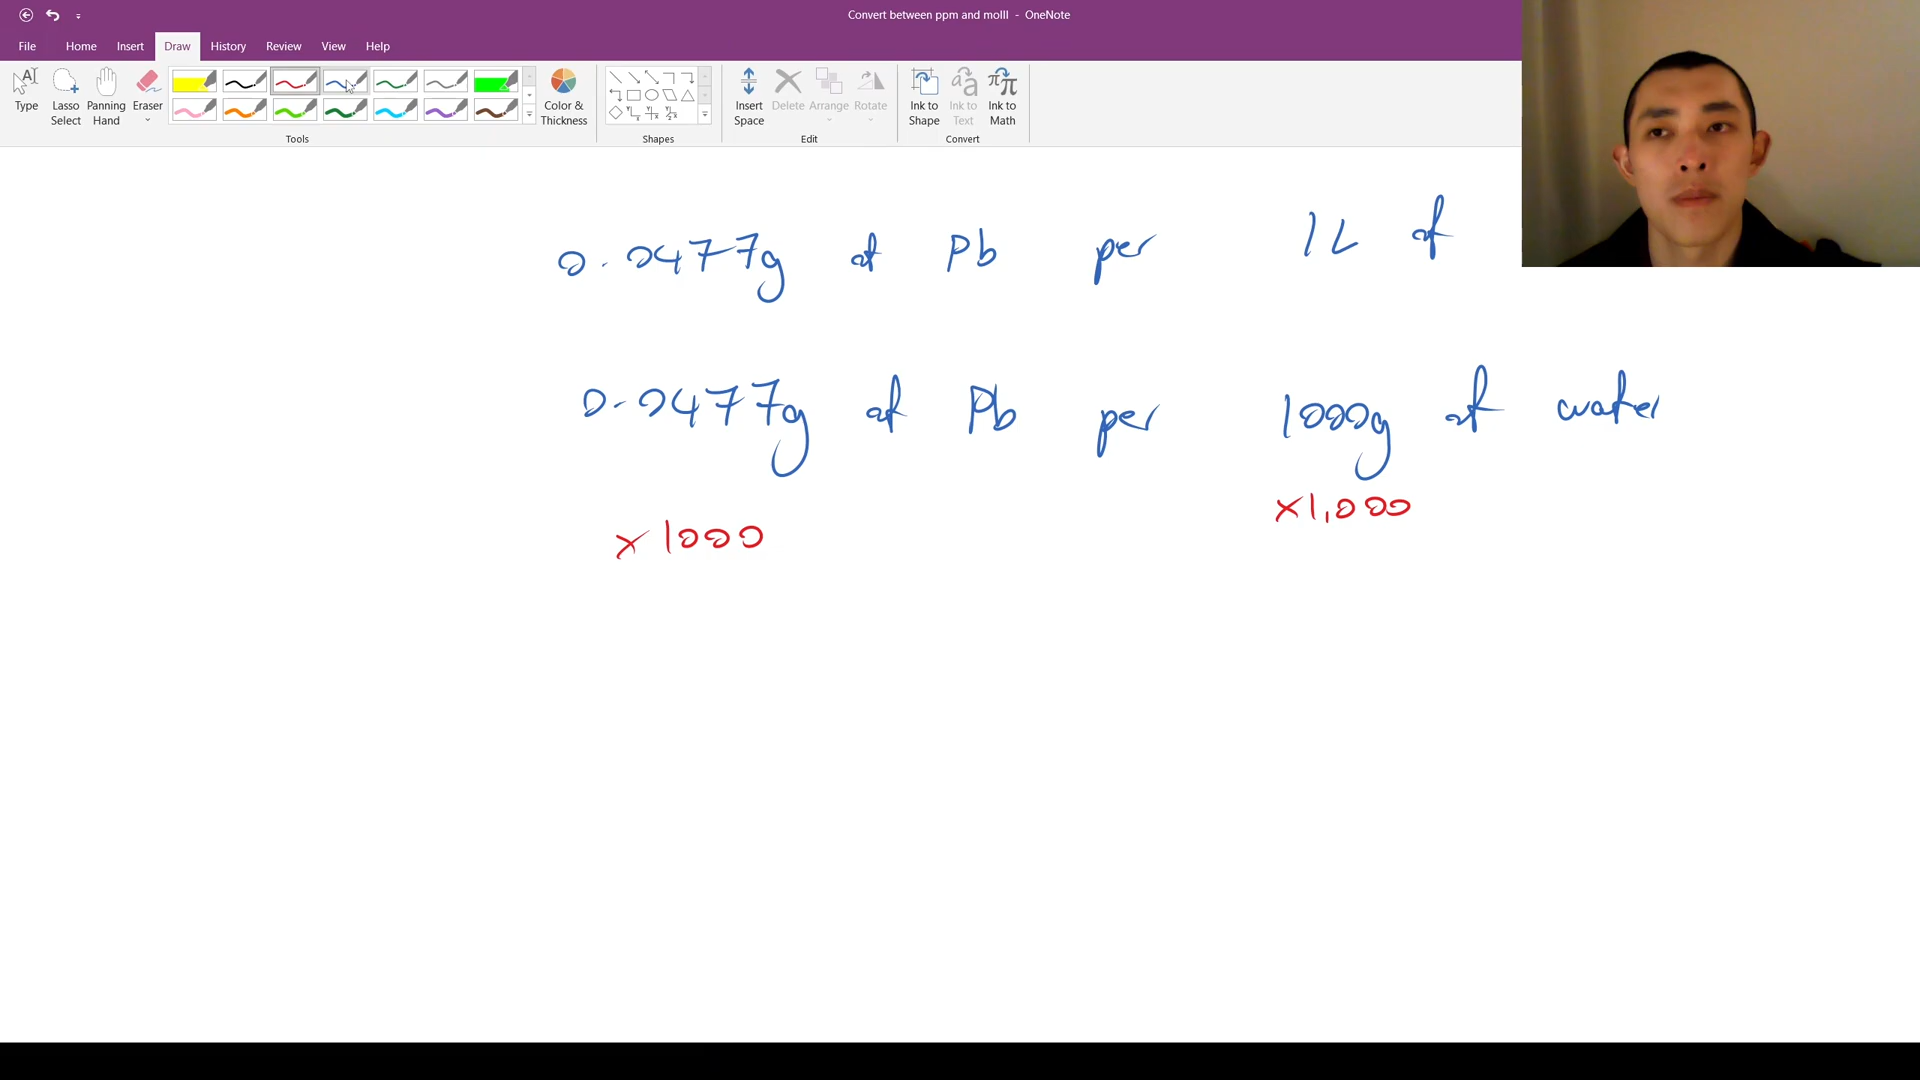 Convert between ppm and molll - OneNote
File Home Insert Draw History Review View Help
Type Lasso Select Panning Hand Eraser Color & Thickness Insert Space Delete Arrange Rotate Ink to Shape Ink to Text Ink to Math
Tools Shapes Edit Convert
0.0477g of Pb per 1L of
0.0477g of Pb per 1000g of water
×1000 ×1,000